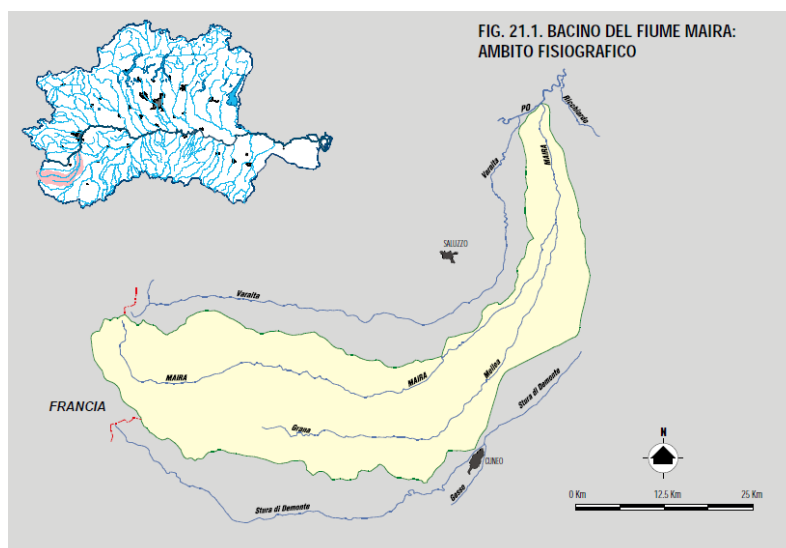 FIG. 21.1. BACINO DEL FIUME MAIRA:
AMBITO FISIOGRAFICO
PO
Ricchiardo
MAIRA
Varaita
SALUZZO
Varaita
MAIRA
MAIRA
Mellea
Stura di Demonte
FRANCIA
Grana
CUNEO
Gesso
Stura di Demonte
N
0 Km
12.5 Km
25 Km